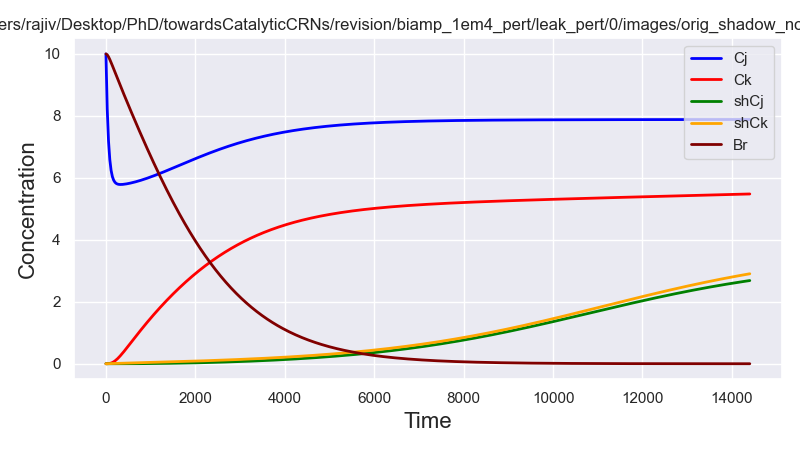 ers/rajiv/Desktop/PhD/towardsCatalyticCRNs/revision/biamp_1em4_pert/leak_pert/0/images/orig_shadow_no
10
8
6
4
2
0
Concentration
Cj
Ck
shCj
shCk
Br
0 2000 4000 6000 8000 10000 12000 14000
Time